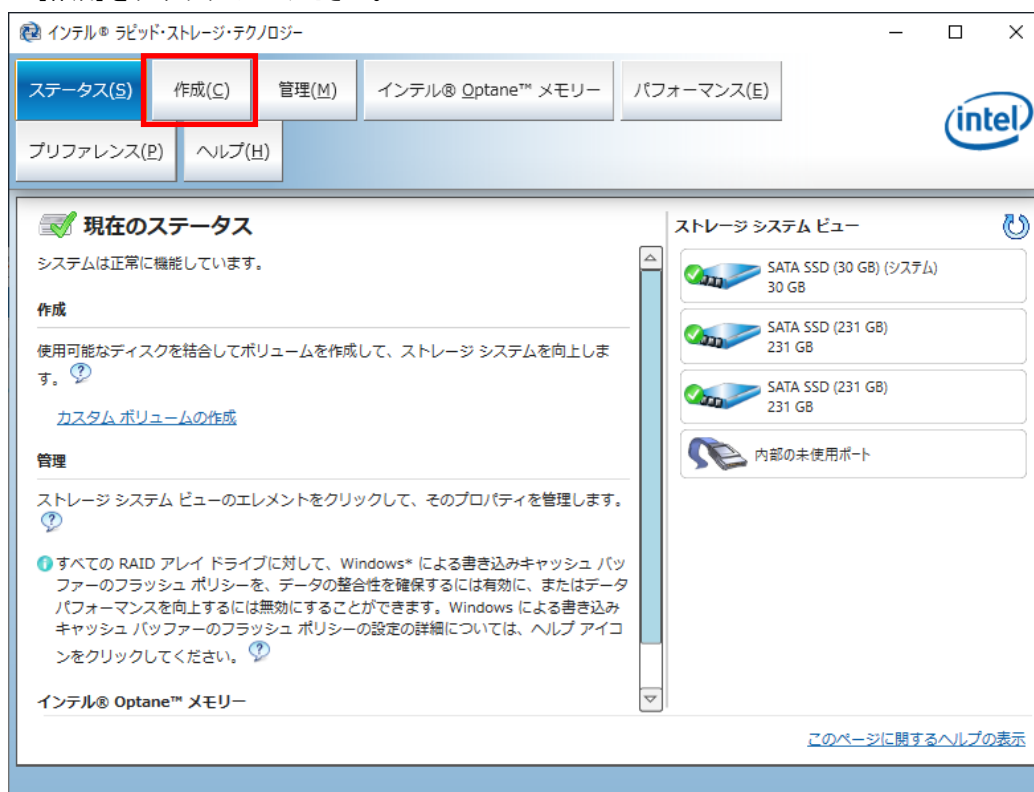 インテル® ラピッド・ストレージ・テクノロジー
ステータス(S)
作成(C)
管理(M)
インテル® Optane™ メモリー
パフォーマンス(E)
プリファレンス(P)
ヘルプ(H)
intel
現在のステータス
システムは正常に機能しています。
作成
使用可能なディスクを結合してボリュームを作成して、ストレージ システムを向上しま
す。
カスタム ボリュームの作成
管理
ストレージ システム ビューのエレメントをクリックして、そのプロパティを管理します。
すべての RAID アレイ ドライブに対して、Windows* による書き込みキャッシュ バッ
ファーのフラッシュ ポリシーを、データの整合性を確保するには有効に、またはデータ
パフォーマンスを向上するには無効にすることができます。Windows による書き込み
キャッシュ バッファーのフラッシュ ポリシーの設定の詳細については、ヘルプ アイコ
ンをクリックしてください。
インテル® Optane™ メモリー
ストレージ システム ビュー
SATA SSD (30 GB) (システム)
30 GB
SATA SSD (231 GB)
231 GB
SATA SSD (231 GB)
231 GB
内部の未使用ポート
このページに関するヘルプの表示